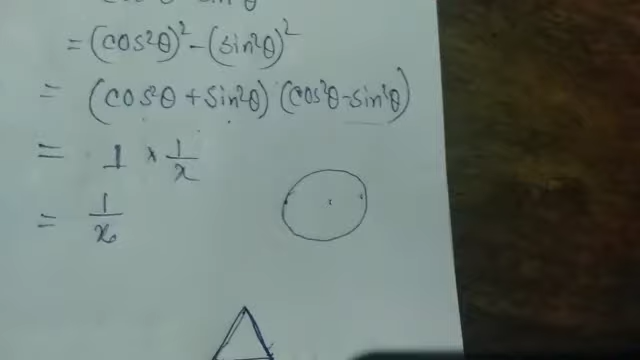 = (cos²θ)² - (sin²θ)²
= (cos²θ + sin²θ) (cos²θ - sin²θ)
= 1 × 1/x
= 1/x